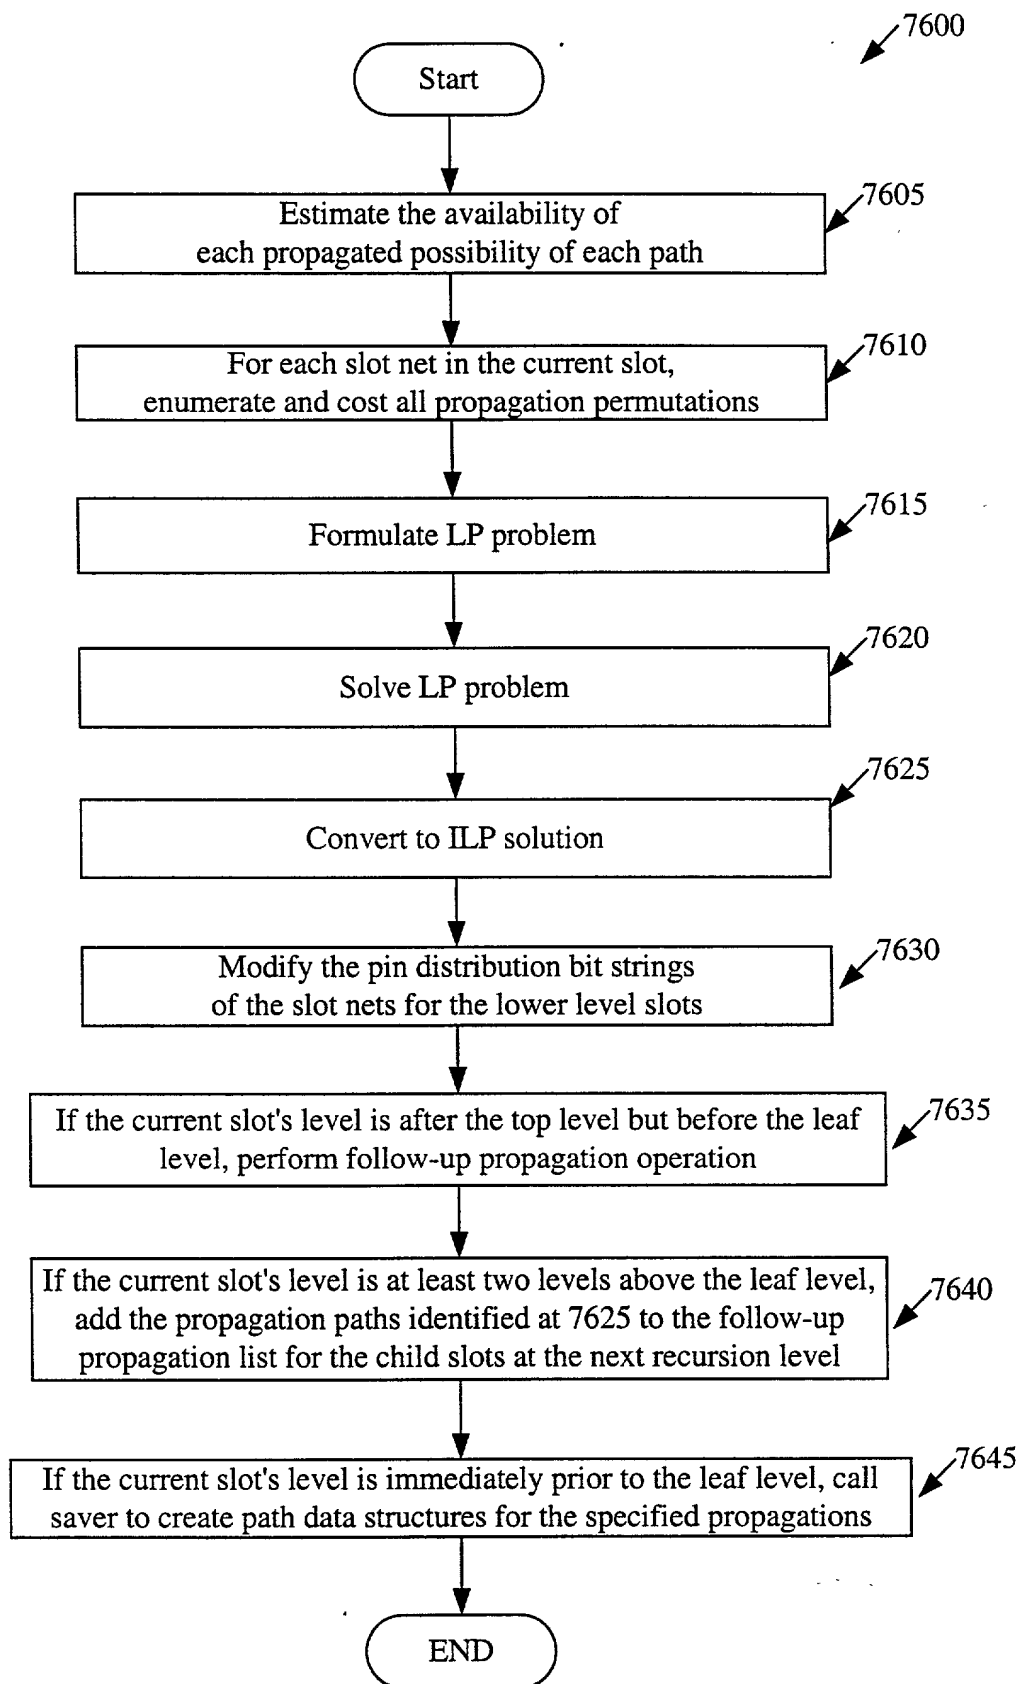 7600
Start
7605
Estimate the availability of
each propagated possibility of each path
7610
For each slot net in the current slot,
enumerate and cost all propagation permutations
7615
Formulate LP problem
7620
Solve LP problem
7625
Convert to ILP solution
7630
Modify the pin distribution bit strings
of the slot nets for the lower level slots
7635
If the current slot's level is after the top level but before the leaf
level, perform follow-up propagation operation
7640
If the current slot's level is at least two levels above the leaf level,
add the propagation paths identified at 7625 to the follow-up
propagation list for the child slots at the next recursion level
7645
If the current slot's level is immediately prior to the leaf level, call
saver to create path data structures for the specified propagations
END